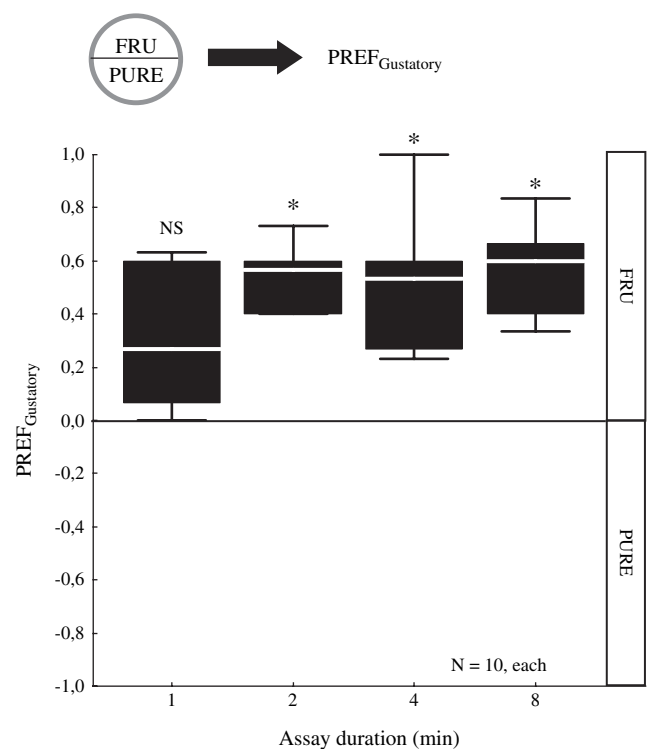 FRU
PURE
PREFGustatory
PREFGustatory
1,0
0,8
0,6
0,4
0,2
0,0
-0,2
-0,4
-0,6
-0,8
-1,0
NS
*
*
*
FRU
PURE
N = 10, each
1 2 4 8
Assay duration (min)